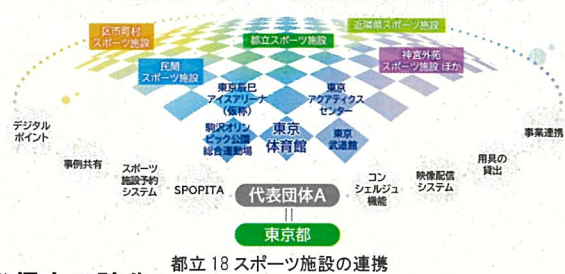 区市町村
スポーツ施設
都立スポーツ施設
近隣県スポーツ施設
民間
スポーツ施設
神宮外苑
スポーツ施設 ほか
東京辰巳
アイスアリーナ
(仮称)
東京
アクアティクス
センター
駒沢オリン
ピック公園
総合運動場
東京
体育館
東京
武道館
デジタル
ポイント
事例共有
スポーツ
施設予約
システム
SPOPITA
代表団体A
コン
シェルジュ
機能
映像配信
システム
用具の
貸出
事業連携
東京都
都立18スポーツ施設の連携